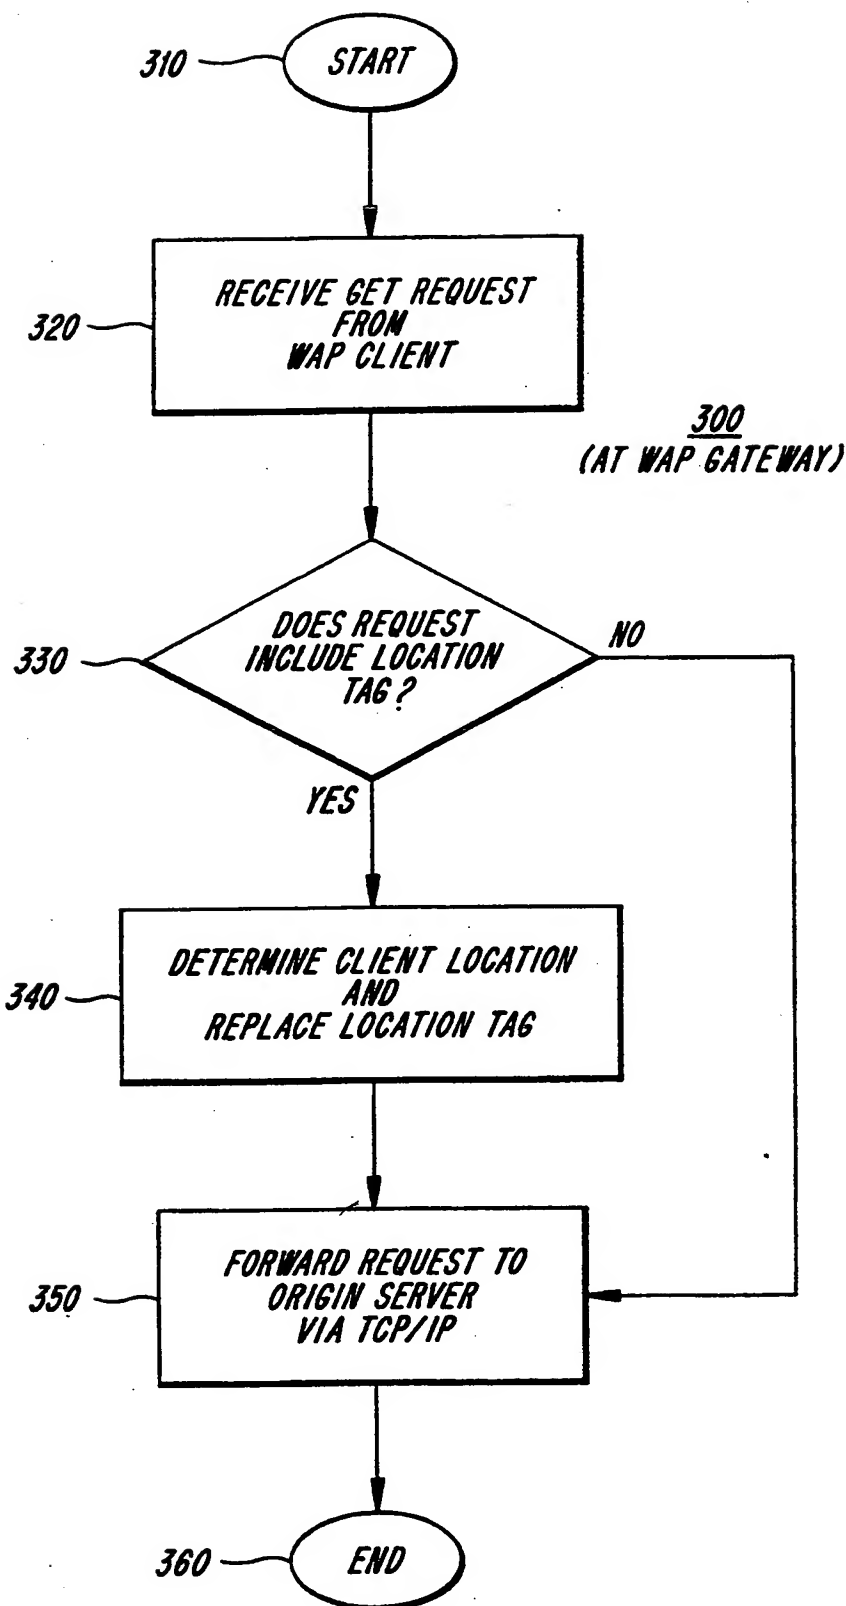 310
START
320
RECEIVE GET REQUEST
FROM
WAP CLIENT
300
(AT WAP GATEWAY)
330
DOES REQUEST
INCLUDE LOCATION
TAG?
NO
YES
340
DETERMINE CLIENT LOCATION
AND
REPLACE LOCATION TAG
350
FORWARD REQUEST TO
ORIGIN SERVER
VIA TCP/IP
360
END